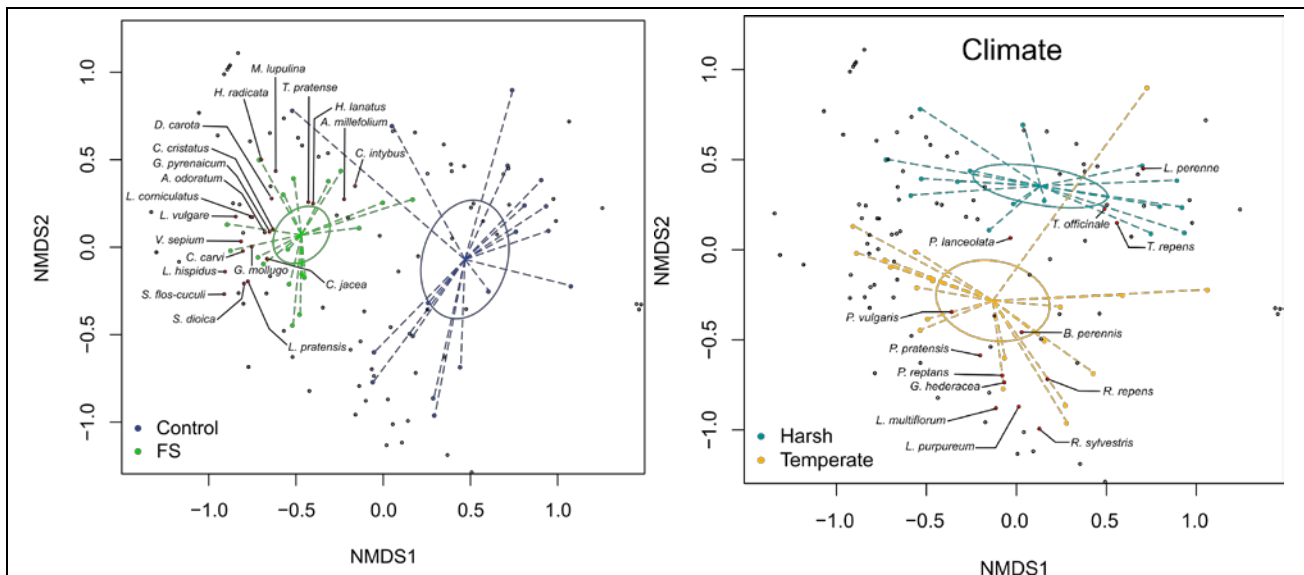 M. lupulina
H. radicata
T. pratense
H. lanatus
D. carota
A. millefolium
C. cristatus
C. intybus
G. pyrenaicum
A. odoratum
L. corniculatus
L. vulgare
V. sepium
C. carvi
L. hispidus
G. mollugo
C. jacea
S. flos-cuculi
S. dioica
L. pratensis
Control
FS
1.0
0.5
0.0
−0.5
−1.0
NMDS2
−1.0
−0.5
0.0
0.5
1.0
NMDS1
Climate
L. perenne
T. officinale
P. lanceolata
T. repens
P. vulgaris
B. perennis
P. pratensis
P. reptans
G. hederacea
R. repens
L. multiflorum
L. purpureum
R. sylvestris
Harsh
Temperate
1.0
0.5
0.0
−0.5
−1.0
NMDS2
−1.0
−0.5
0.0
0.5
1.0
NMDS1